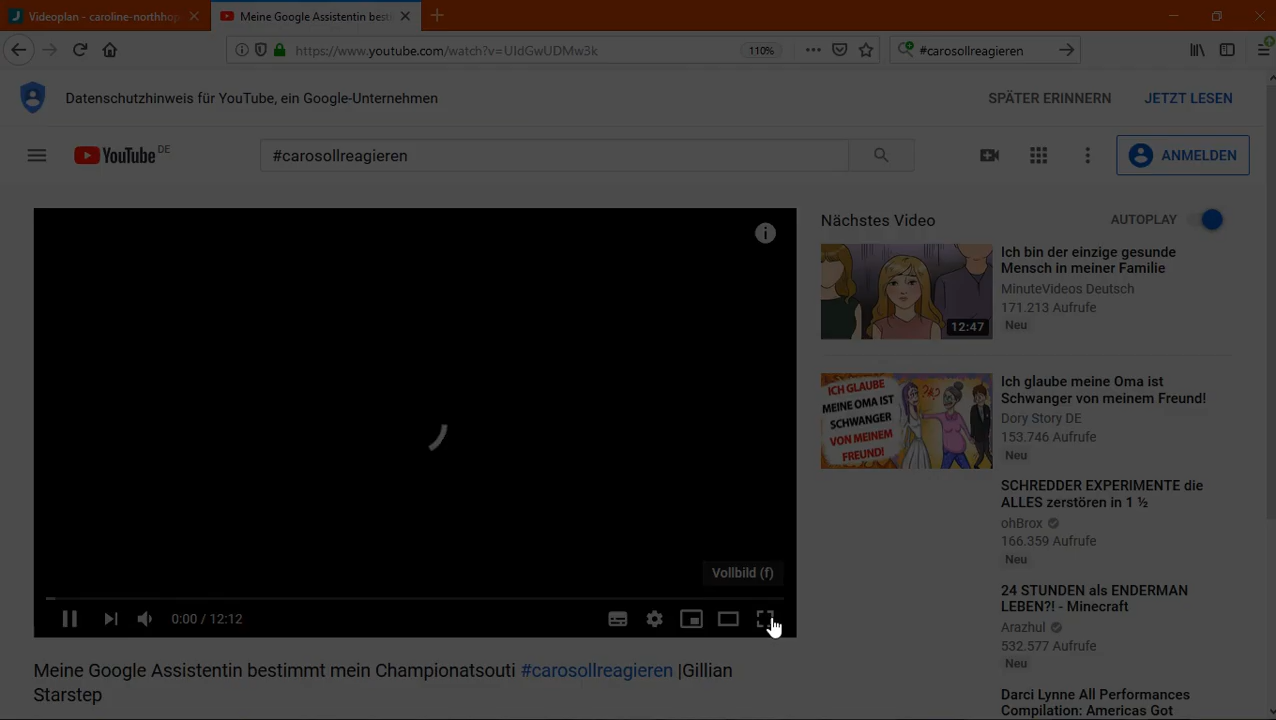 Videoplan - caroline-northhop
Meine Google Assistentin best
https://www.youtube.com/watch?v=UIdGwUDMw3k
110%
#carosollreagieren
Datenschutzhinweis für YouTube, ein Google-Unternehmen
SPÄTER ERINNERN
JETZT LESEN
YouTube DE
#carosollreagieren
ANMELDEN
Nächstes Video
AUTOPLAY
Ich bin der einzige gesunde
Mensch in meiner Familie
MinuteVideos Deutsch
171.213 Aufrufe
Neu
12:47
ICH GLAUBE
MEINE OMA IST
SCHWANGER
VON MEINEM
FREUND!
Ich glaube meine Oma ist
Schwanger von meinem Freund!
Dory Story DE
153.746 Aufrufe
Neu
SCHREDDER EXPERIMENTE die
ALLES zerstören in 1 ½
ohBrox
166.359 Aufrufe
Neu
24 STUNDEN als ENDERMAN
LEBEN?! - Minecraft
Arazhul
532.577 Aufrufe
Neu
Darci Lynne All Performances
Compilation: Americas Got
Vollbild (f)
0:00 / 12:12
Meine Google Assistentin bestimmt mein Championatsouti #carosollreagieren |Gillian
Starstep